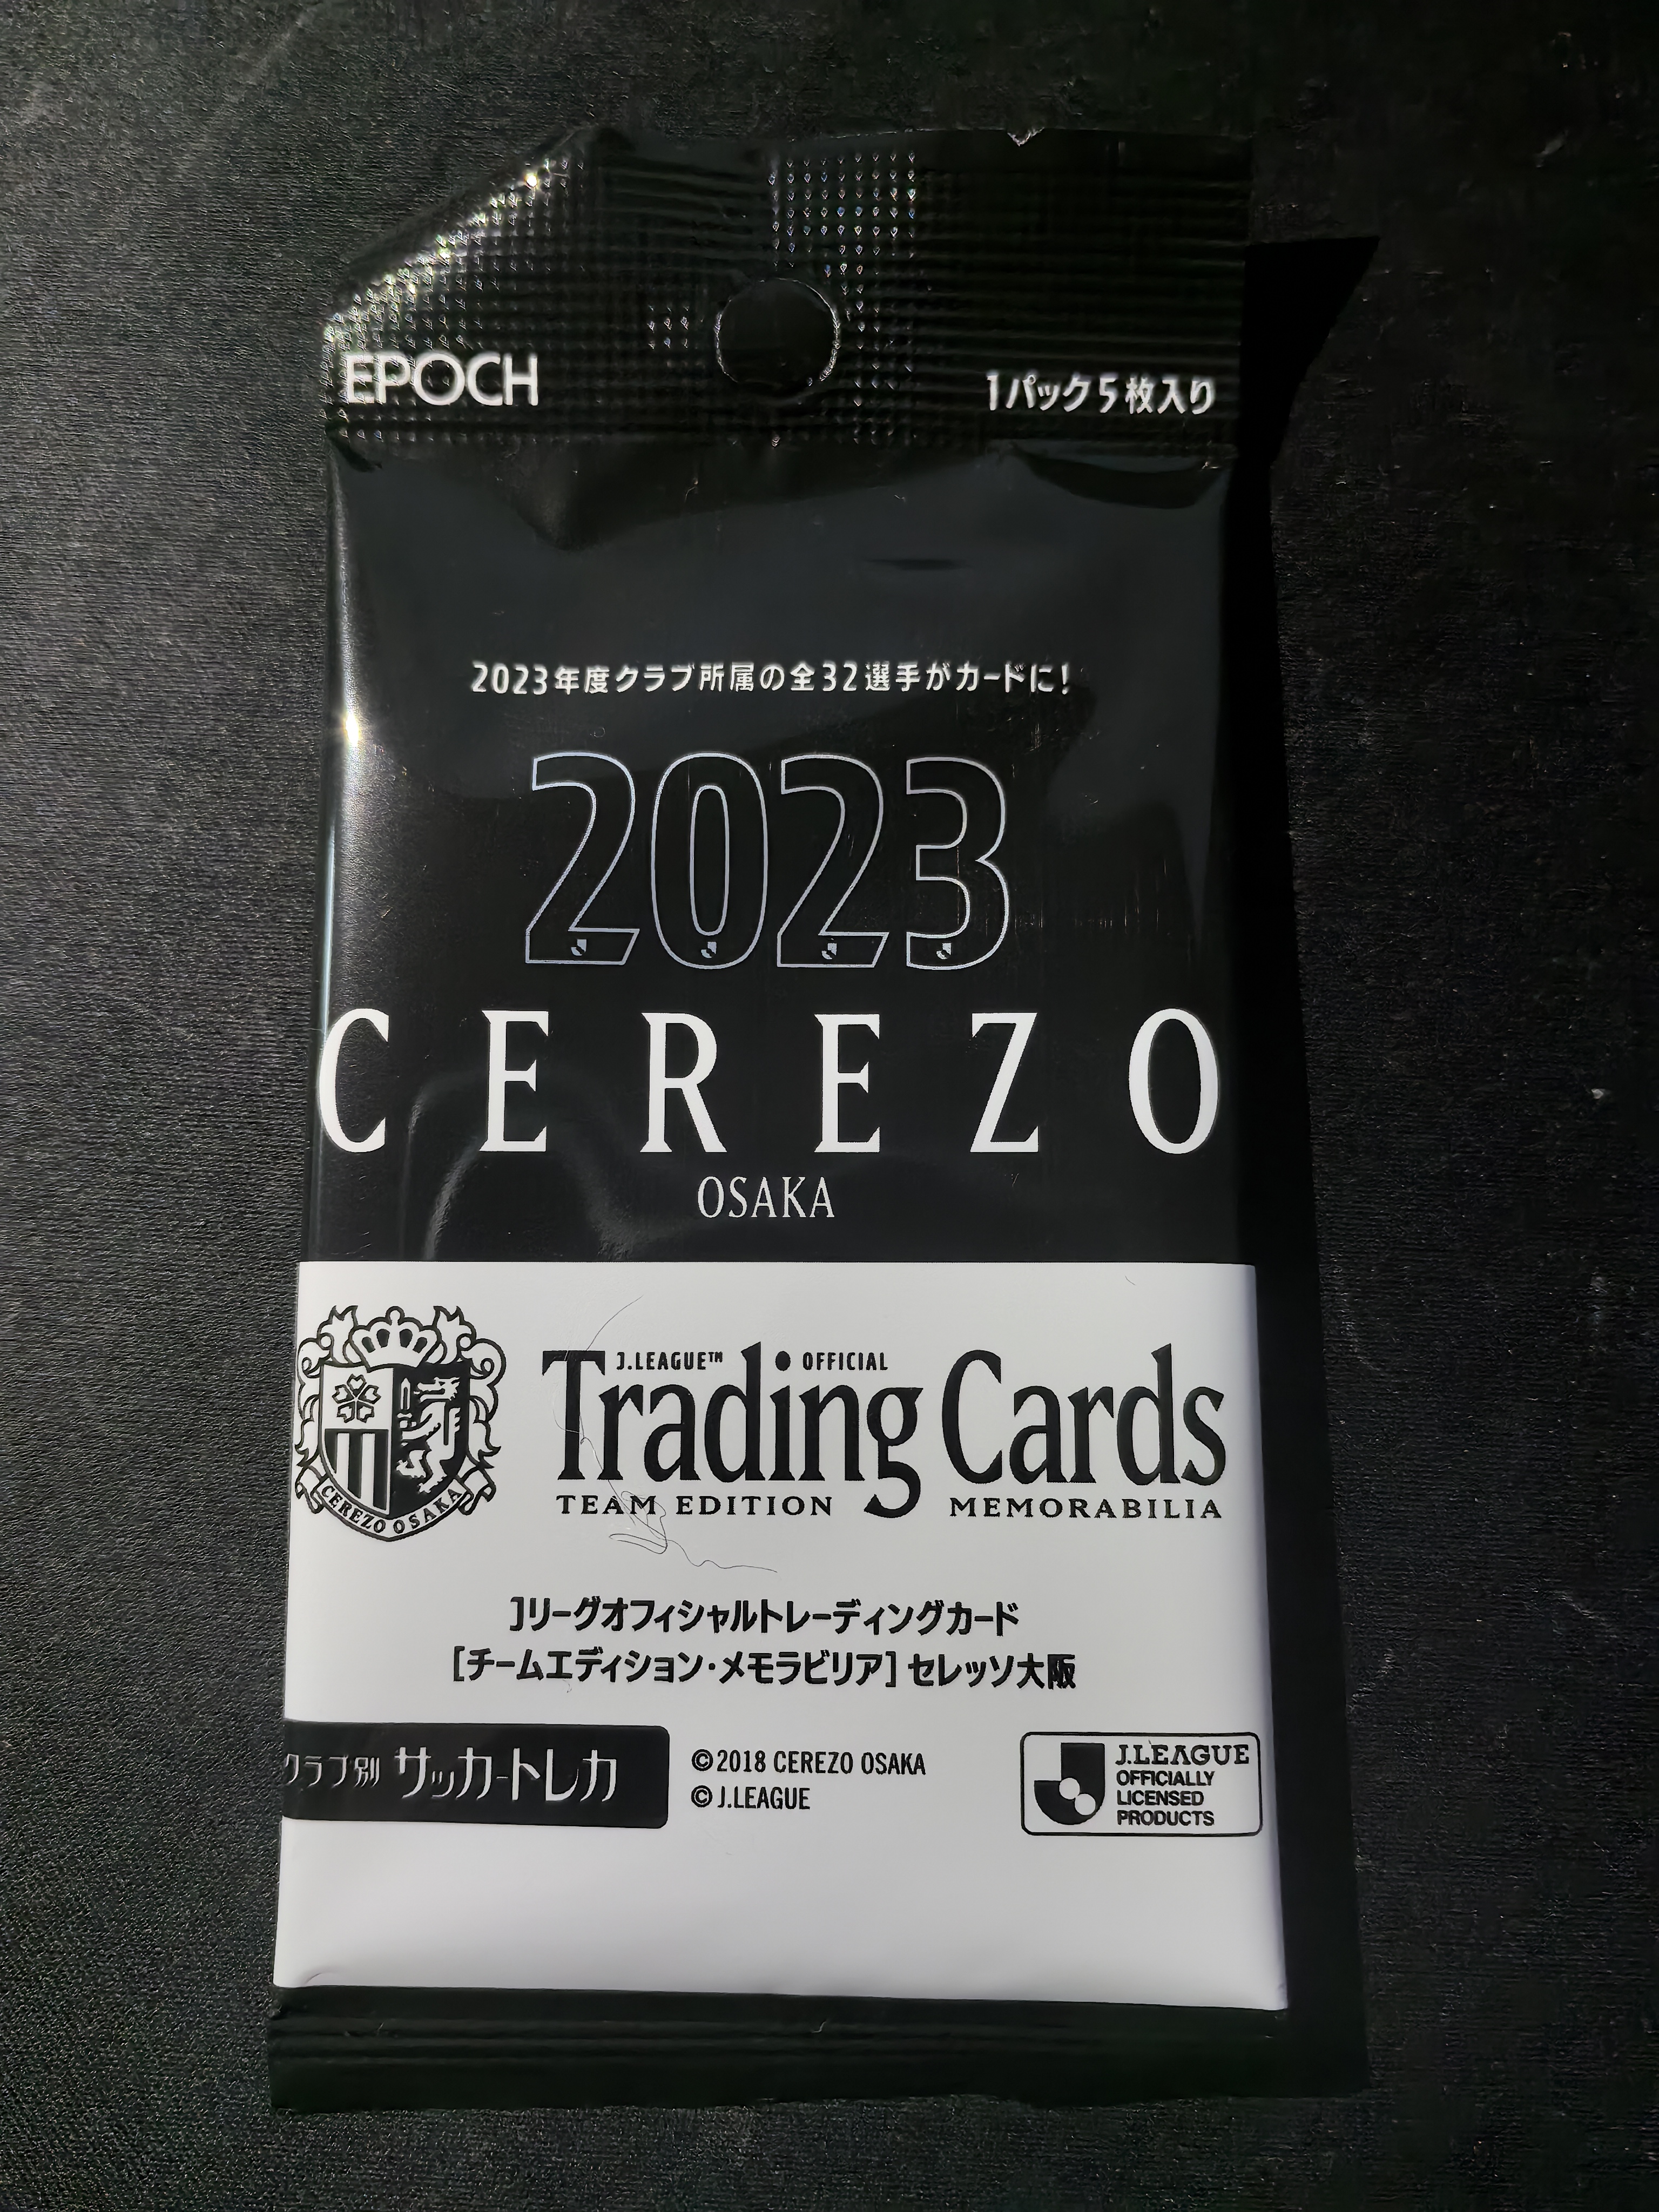 EPOCH
1パック5枚入り
2023年度クラブ所属の全32選手がカードに!
2023
CEREZO
OSAKA
J.LEAGUE™ OFFICIAL
Trading Cards
TEAM EDITION MEMORABILIA
CEREZO OSAKA
Jリーグオフィシャルトレーディングカード
[チームエディション・メモラビリア] セレッソ大阪
クラブ別 サッカートレカ
©2018 CEREZO OSAKA
© J.LEAGUE
J.LEAGUE
OFFICIALLY
LICENSED
PRODUCTS